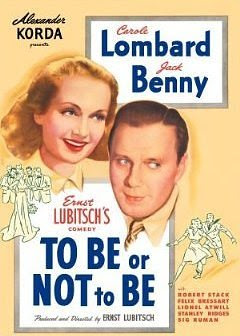 Alexander
KORDA
presents
Carole
Lombard
Jack
Benny
Ernst
LUBITSCH'S
COMEDY
TO BE or
NOT to BE
with
ROBERT STACK
FELIX BRESSART
LIONEL ATWILL
STANLEY RIDGES
SIG RUMAN
Produced and Directed by ERNST LUBITSCH